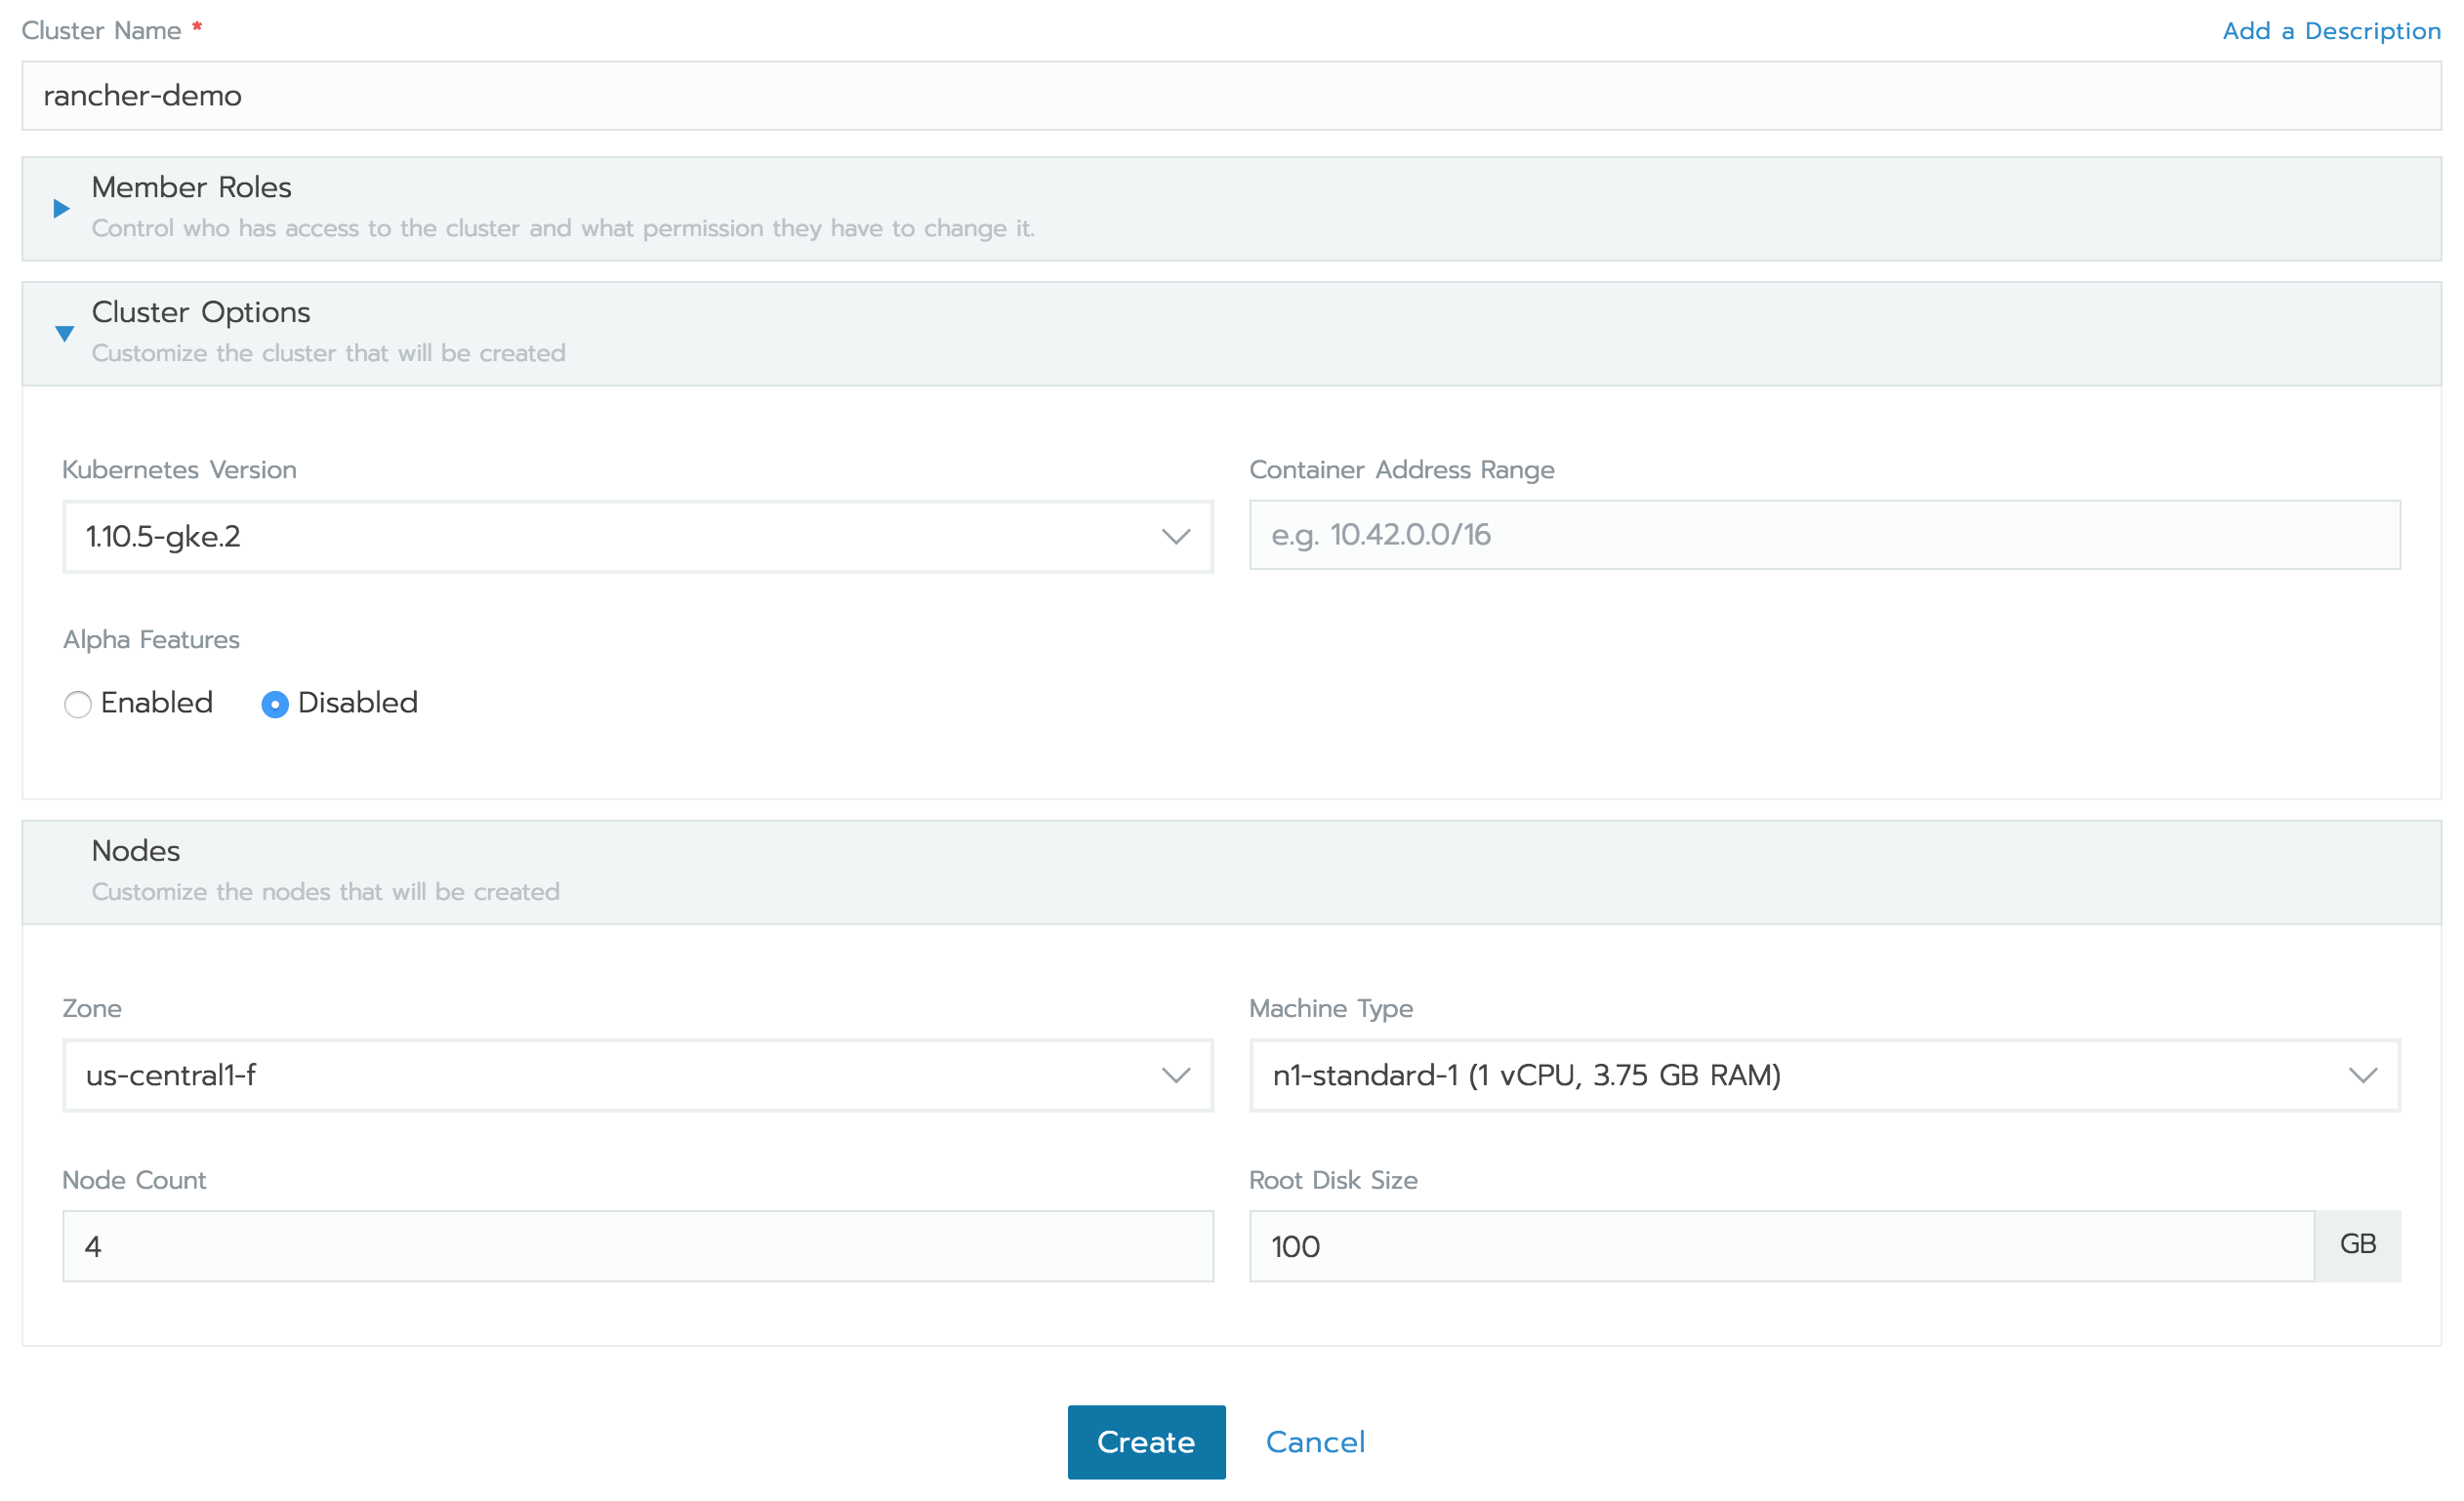 Cluster Name * Add a Description
rancher-demo
Member Roles
Control who has access to the cluster and what permission they have to change it.
Cluster Options
Customize the cluster that will be created
Kubernetes Version Container Address Range
1.10.5-gke.2 e.g. 10.42.0.0/16
Alpha Features
Enabled Disabled
Nodes
Customize the nodes that will be created
Zone Machine Type
us-central1-f n1-standard-1 (1 vCPU, 3.75 GB RAM)
Node Count Root Disk Size
4 100 GB
Create Cancel